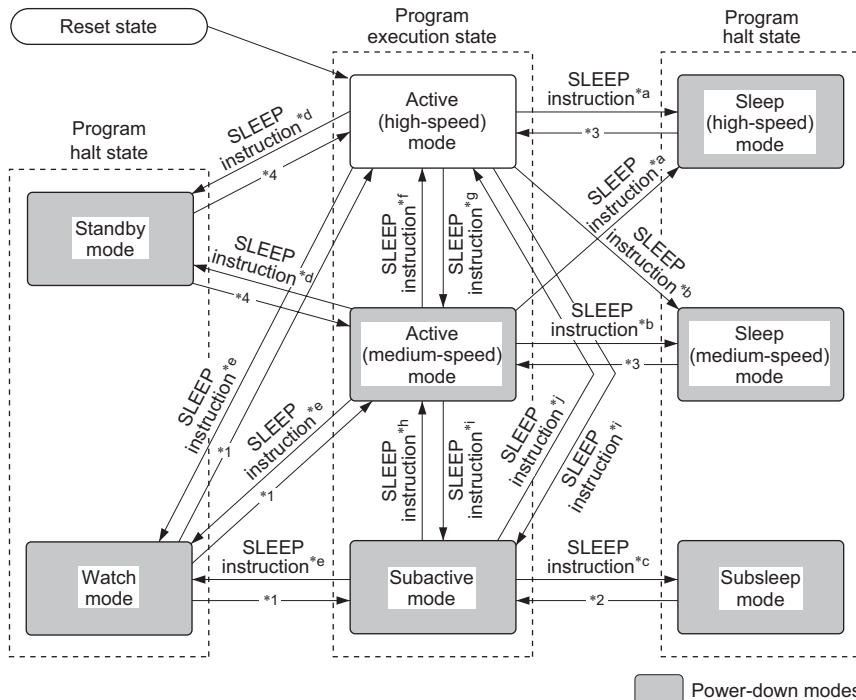 Reset state
Program
execution state
Program
halt state
Program
halt state
Active
(high-speed)
mode
SLEEP
instruction*a
*3
Sleep
(high-speed)
mode
SLEEP
instruction*d
*4
Standby
mode
SLEEP
instruction*d
*4
SLEEP
instruction*f
SLEEP
instruction*g
SLEEP
instruction*a
SLEEP
instruction*b
Active
(medium-speed)
mode
SLEEP
instruction*b
*3
Sleep
(medium-speed)
mode
SLEEP
instruction*e
*1
SLEEP
instruction*e
*1
SLEEP
instruction*h
SLEEP
instruction*i
SLEEP
instruction*j
SLEEP
instruction*i
Watch
mode
SLEEP
instruction*e
*1
Subactive
mode
SLEEP
instruction*c
*2
Subsleep
mode
Power-down modes